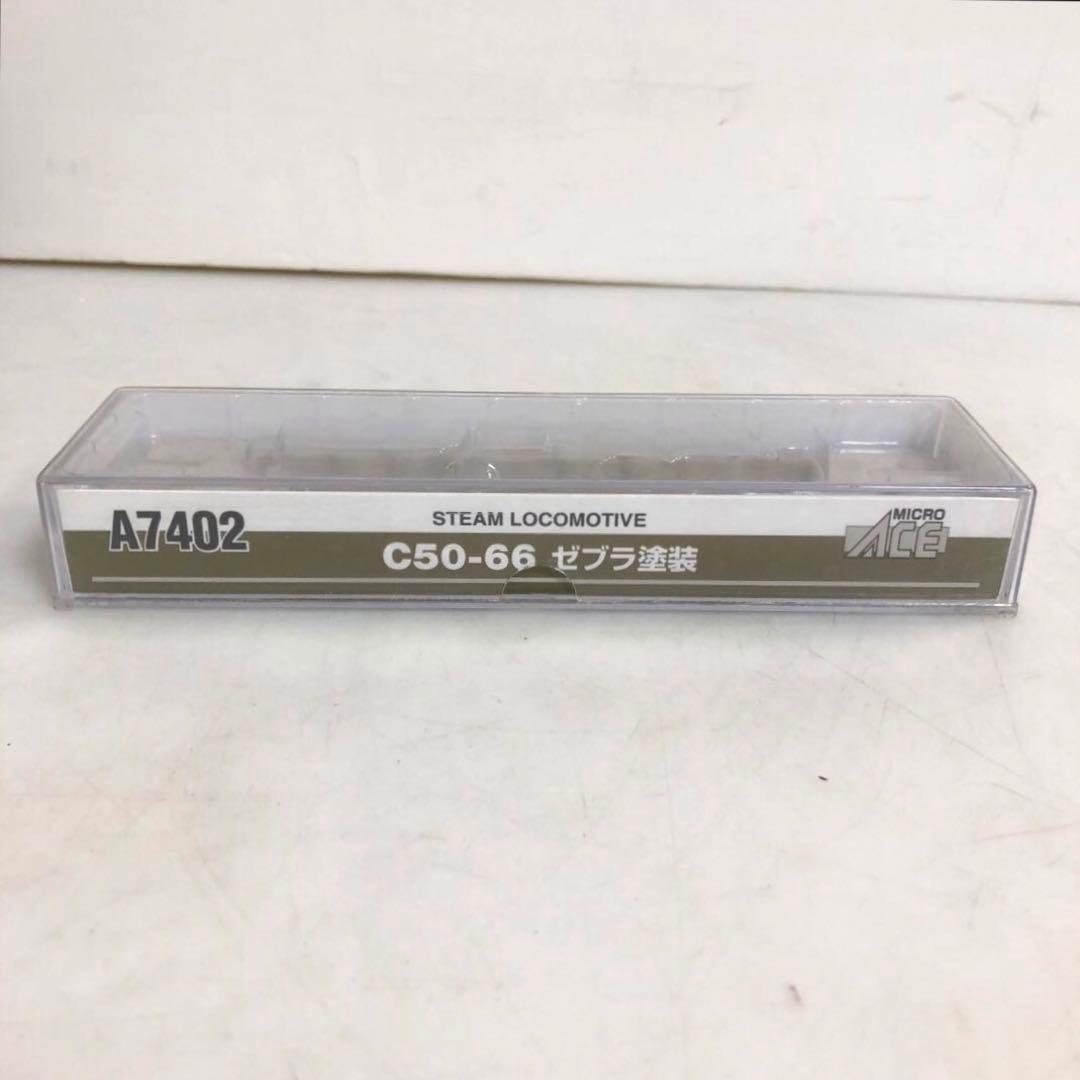 A7402
STEAM LOCOMOTIVE
C50-66 ゼブラ塗装
MICRO
ACE